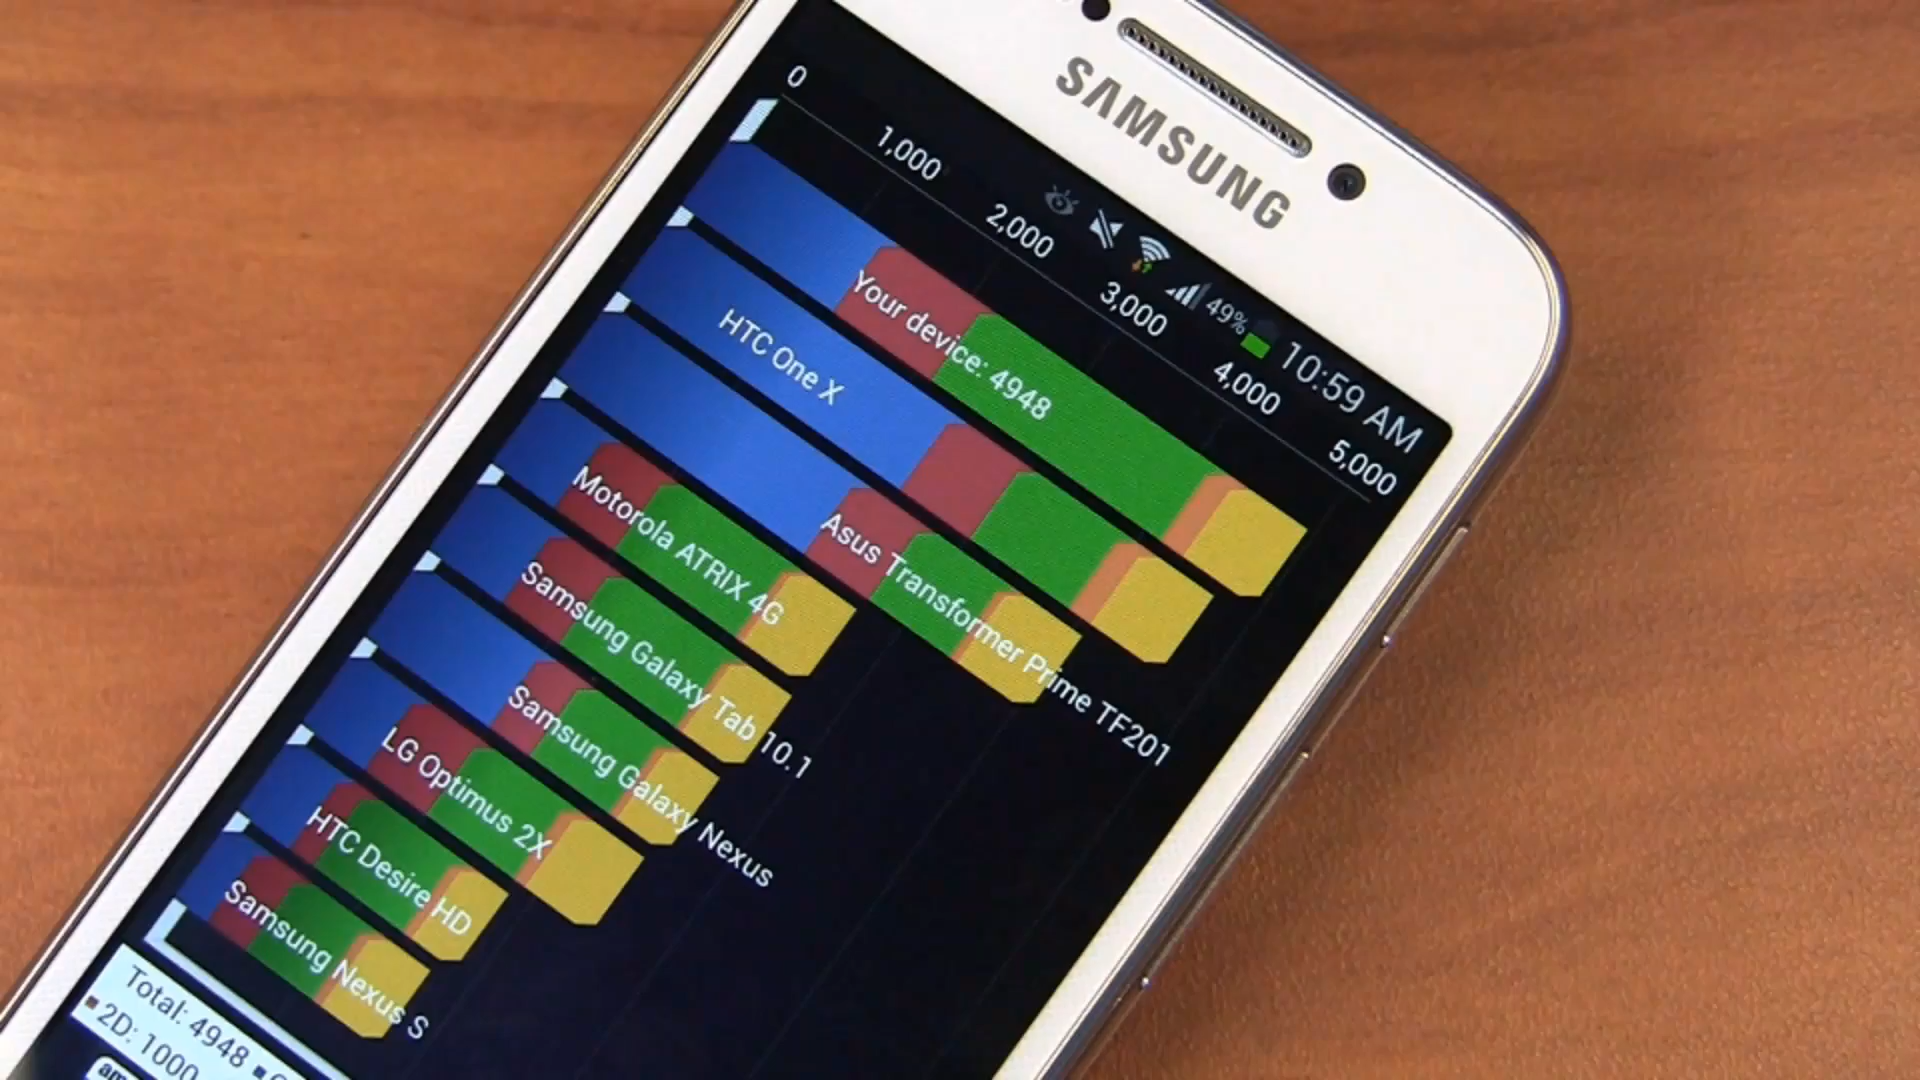 SAMSUNG
49% 10:59 AM
0 1,000 2,000 3,000 4,000 5,000
Your device: 4948
HTC One X
Asus Transformer Prime TF201
Motorola ATRIX 4G
Samsung Galaxy Tab 10.1
Samsung Galaxy Nexus
LG Optimus 2X
HTC Desire HD
Samsung Nexus S
Total: 4948
2D: 1000